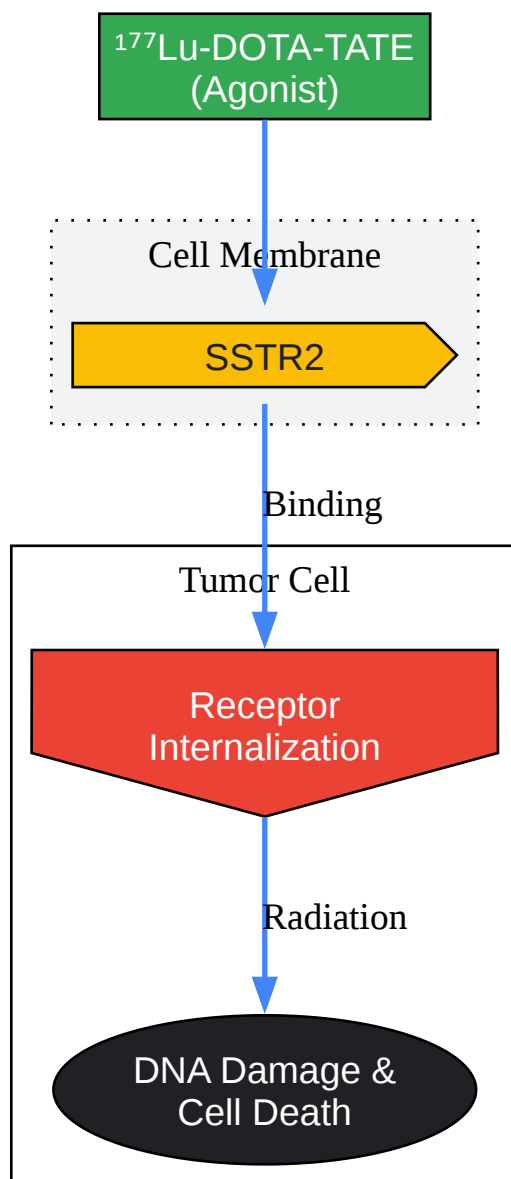 ¹⁷⁷Lu-DOTA-TATE
(Agonist)
Cell Membrane
SSTR2
Binding
Tumor Cell
Receptor
Internalization
Radiation
DNA Damage &
Cell Death